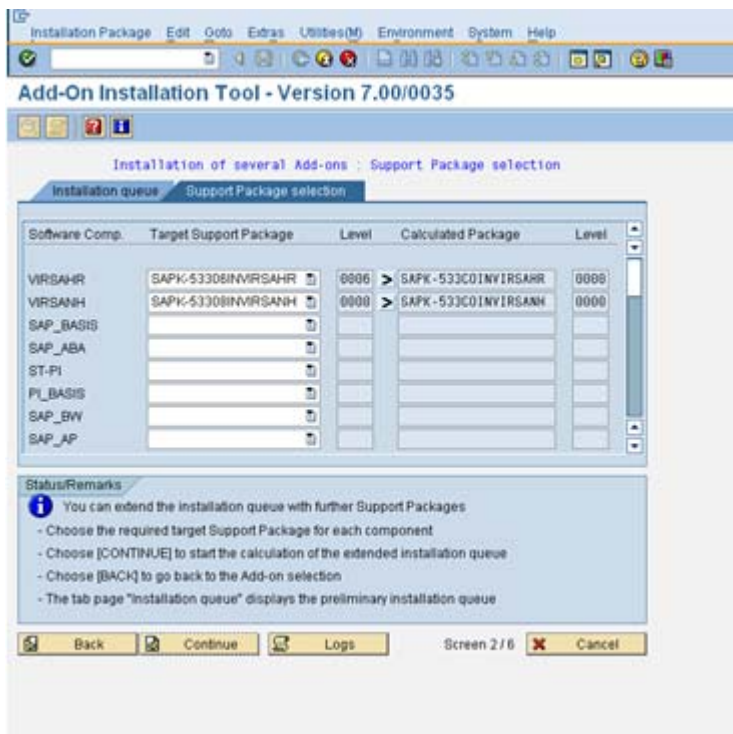 Installation Package Edit Goto Extras Utilities(M) Environment System Help
Add-On Installation Tool - Version 7.00/0035
Installation of several Add-ons : Support Package selection
Installation queue Support Package selection
Software Comp. Target Support Package Level Calculated Package Level
VIRSAHR SAPK-53306INVIRSAHR 0006 > SAPK-533COINVIRSAHR 0000
VIRSANH SAPK-53308INVIRSANH 0008 > SAPK-533COINVIRSANH 0000
SAP_BASIS
SAP_ABA
ST-PI
PI_BASIS
SAP_BW
SAP_AP
Status/Remarks
You can extend the installation queue with further Support Packages
- Choose the required target Support Package for each component
- Choose [CONTINUE] to start the calculation of the extended installation queue
- Choose [BACK] to go back to the Add-on selection
- The tab page "Installation queue" displays the preliminary installation queue
Back Continue Logs Screen 2 / 6 Cancel